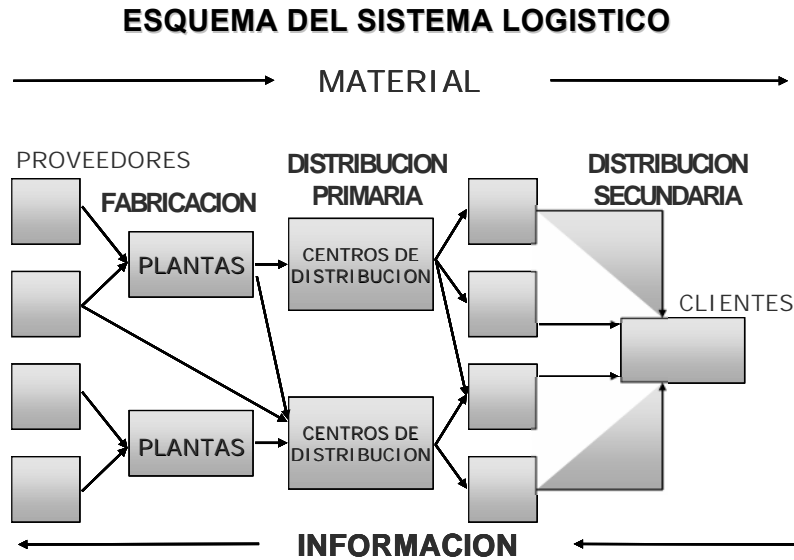 ESQUEMA DEL SISTEMA LOGISTICO
MATERIAL
PROVEEDORES
FABRICACION
DISTRIBUCION
PRIMARIA
DISTRIBUCION
SECUNDARIA
PLANTAS
CENTROS DE
DISTRIBUCION
CLIENTES
PLANTAS
CENTROS DE
DISTRIBUCION
INFORMACION